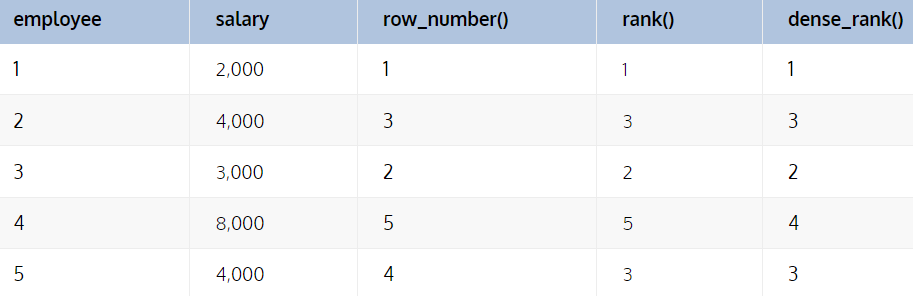 employee salary row_number() rank() dense_rank()
1 2,000 1 1 1
2 4,000 3 3 3
3 3,000 2 2 2
4 8,000 5 5 4
5 4,000 4 3 3